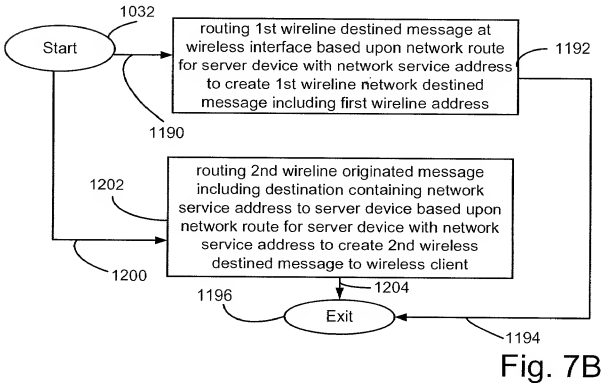 1032
Start
routing 1st wireline destined message at
wireless interface based upon network route
for server device with network service address
to create 1st wireline network destined
message including first wireline address
1192
1190
1202
routing 2nd wireline originated message
including destination containing network
service address to server device based upon
network route for server device with network
service address to create 2nd wireless
destined message to wireless client
1200
1204
1196
Exit
1194
Fig. 7B